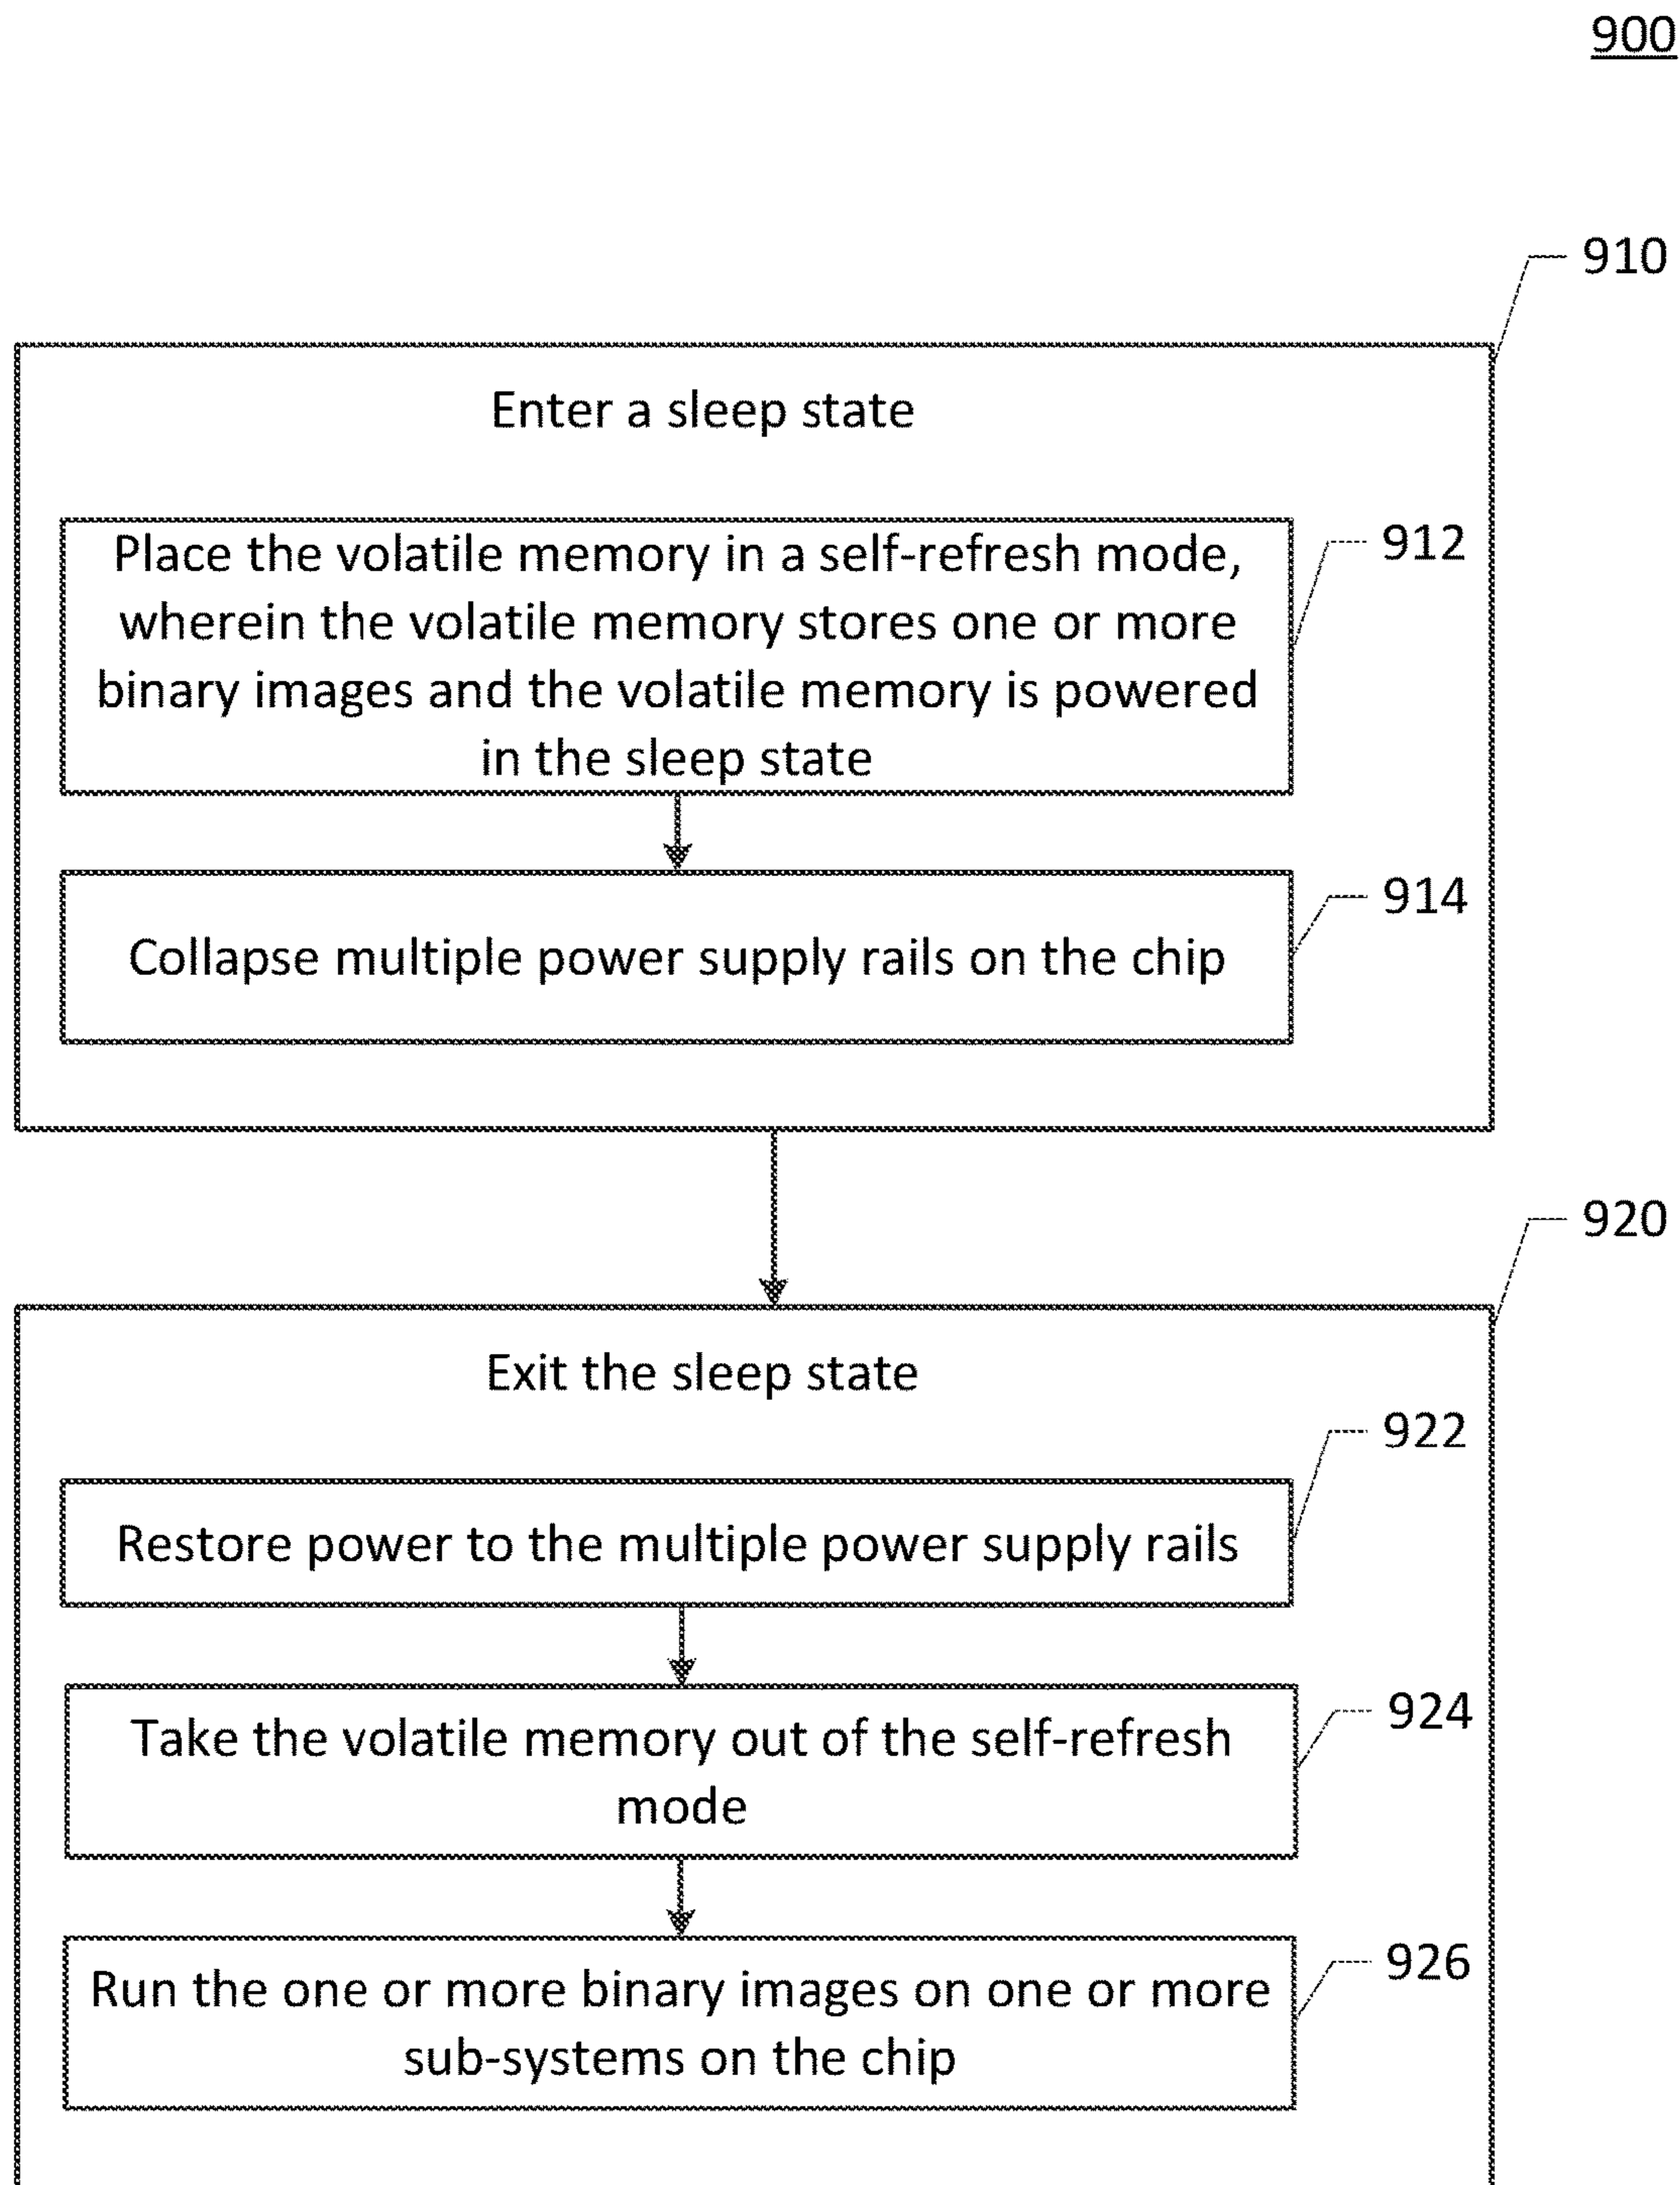 900
910
Enter a sleep state
Place the volatile memory in a self-refresh mode,
wherein the volatile memory stores one or more
binary images and the volatile memory is powered
in the sleep state
912
Collapse multiple power supply rails on the chip
914
920
Exit the sleep state
922
Restore power to the multiple power supply rails
Take the volatile memory out of the self-refresh
mode
924
Run the one or more binary images on one or more
sub-systems on the chip
926